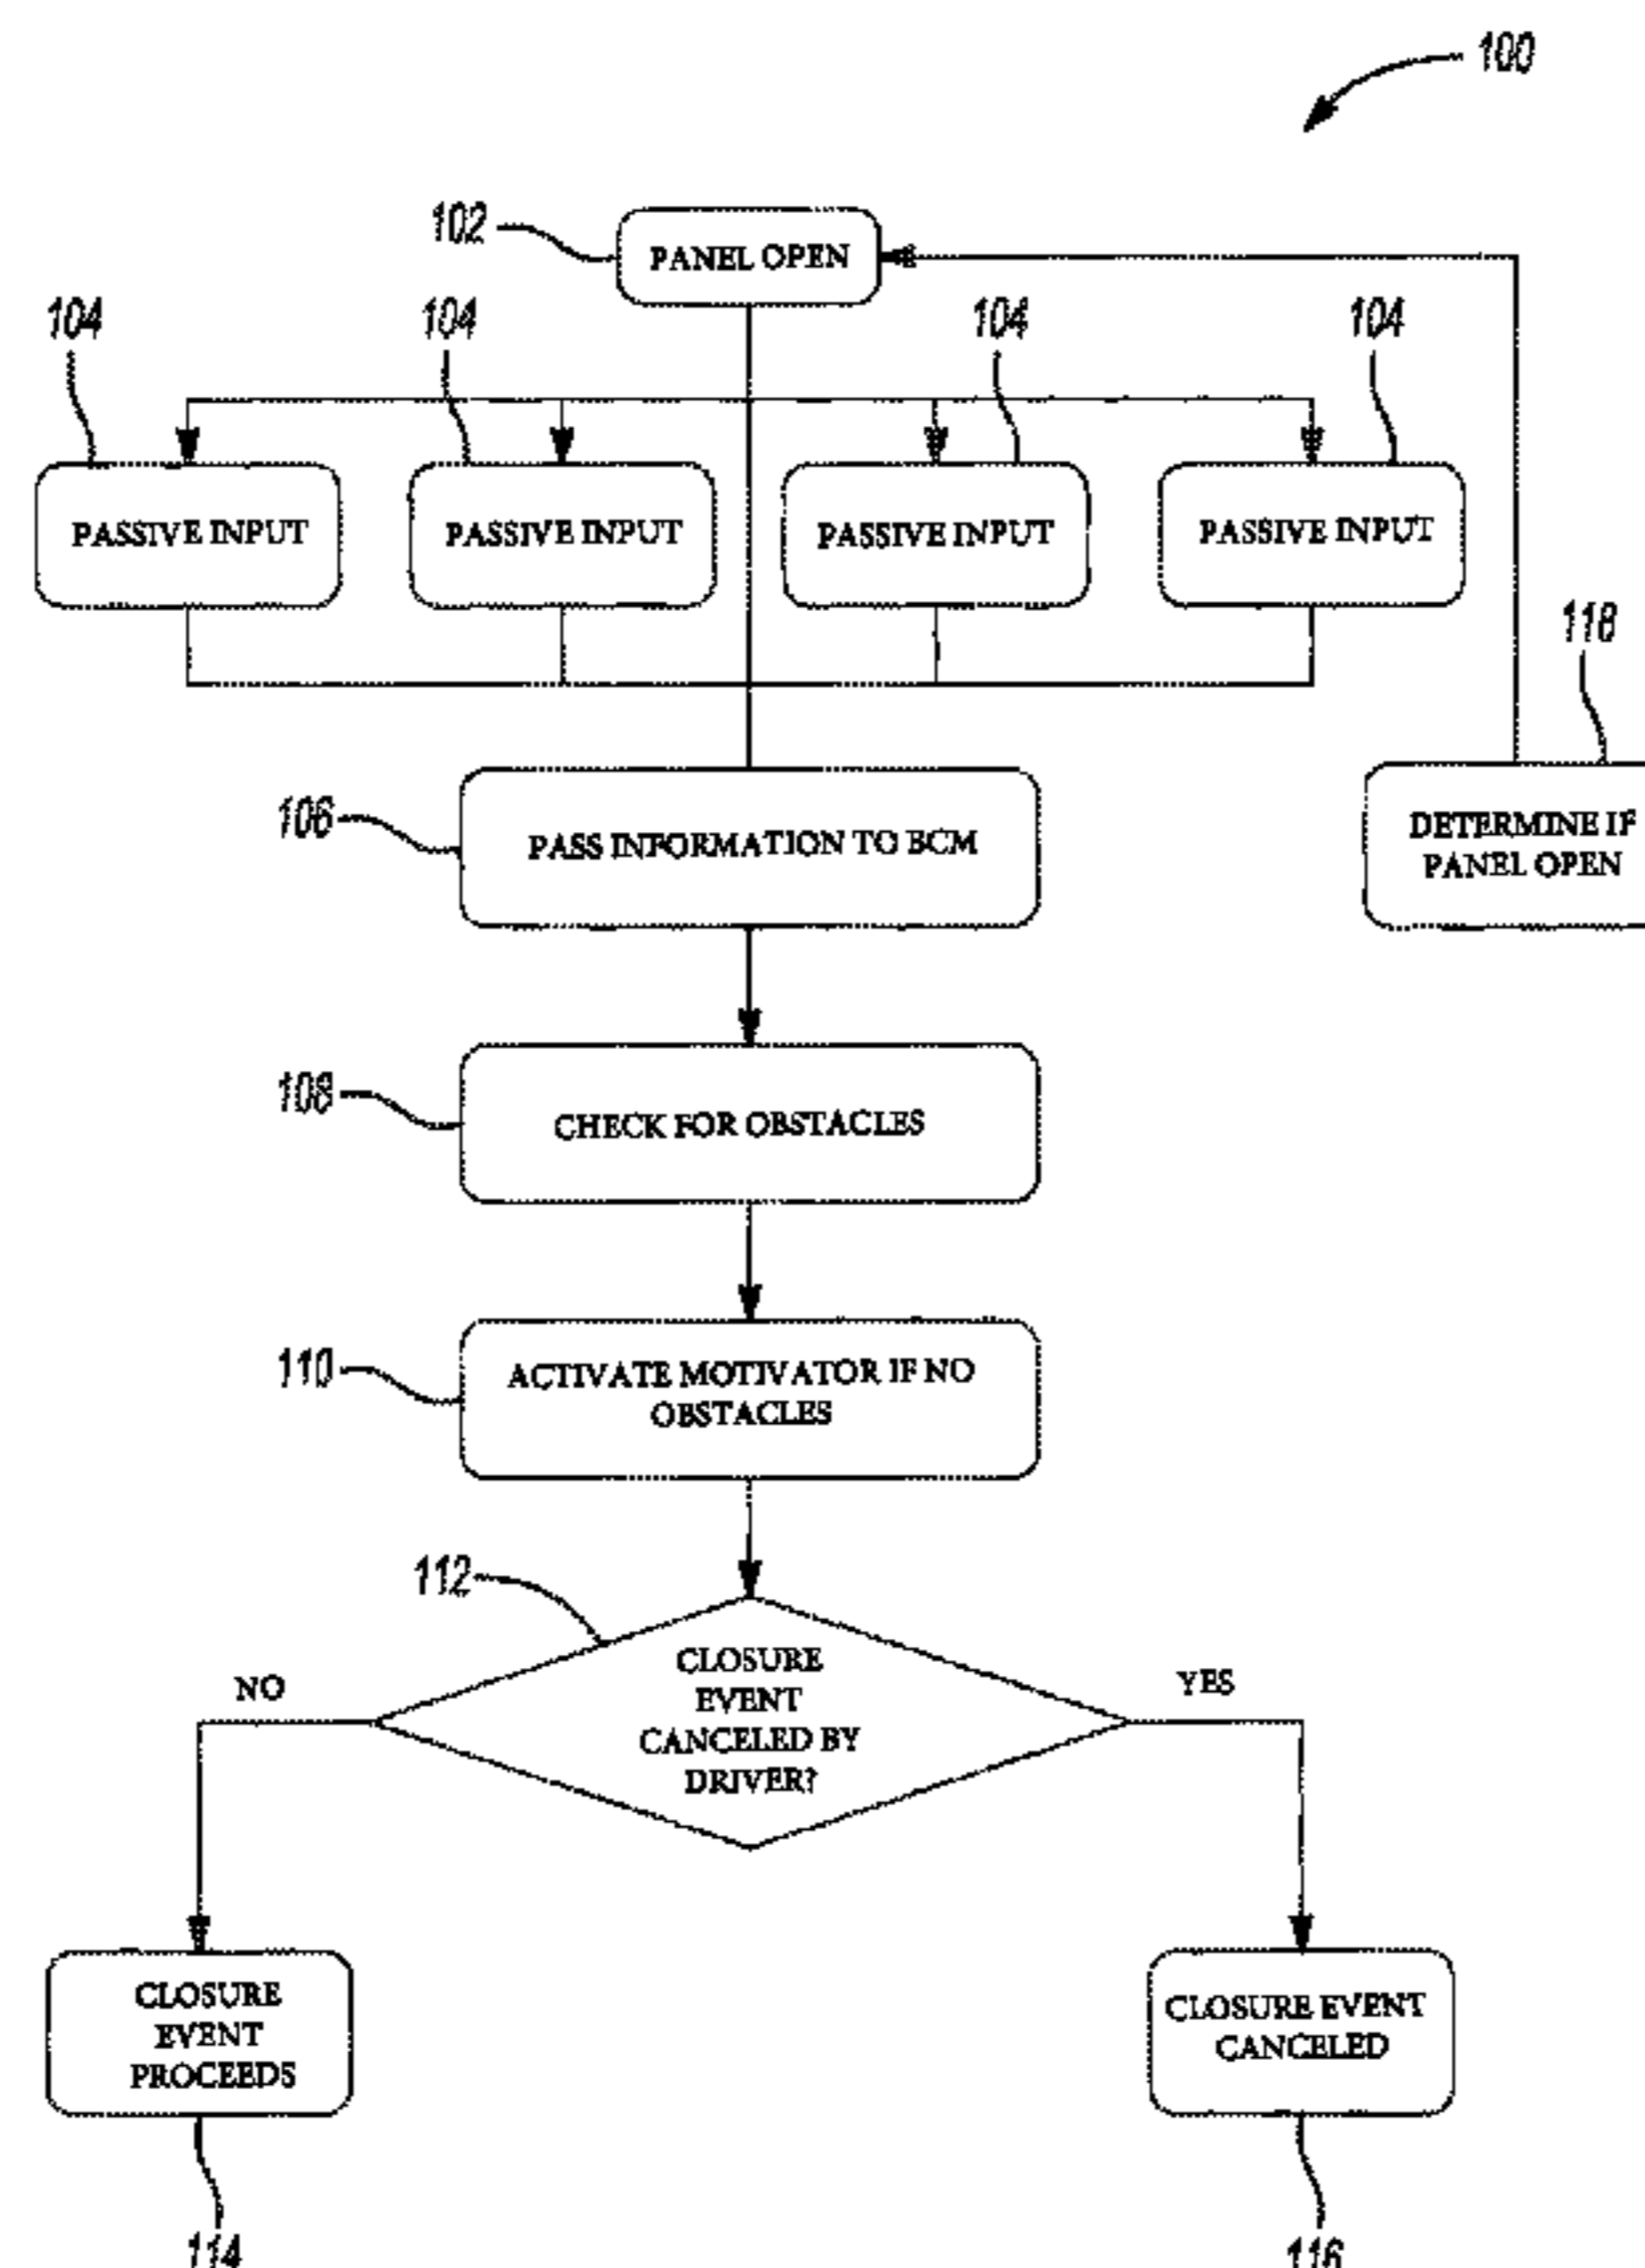 100
102
PANEL OPEN
104
104
104
104
PASSIVE INPUT
PASSIVE INPUT
PASSIVE INPUT
PASSIVE INPUT
118
106
PASS INFORMATION TO BCM
DETERMINE IF
PANEL OPEN
108
CHECK FOR OBSTACLES
110
ACTIVATE MOTIVATOR IF NO
OBSTACLES
112
CLOSURE
EVENT
CANCELED BY
DRIVER?
NO
YES
CLOSURE
EVENT
PROCEEDS
CLOSURE EVENT
CANCELED
114
116